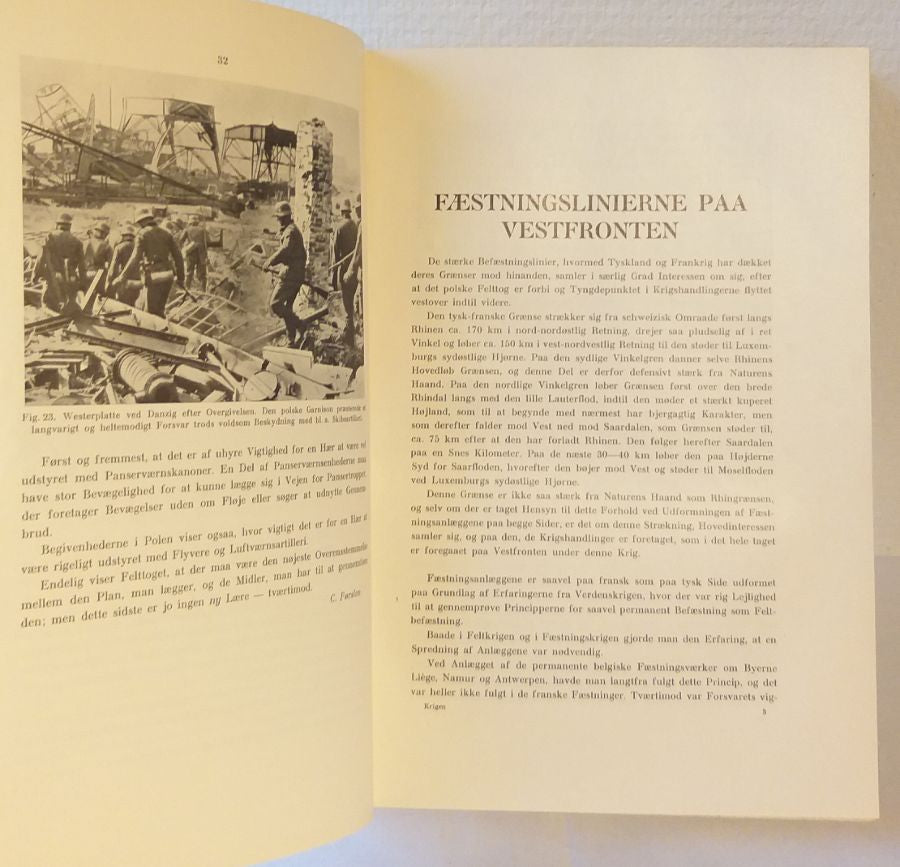 32
Fig. 23. Westerplatte ved Danzig efter Overgivelsen. Den polske Garnison præsterede et
langvarigt og heltemodigt Forsvar trods voldsom Beskydning med bl. a. Skibsartilleri.
Først og fremmest, at det er af uhyre Vigtighed for en Hær at være vel
udstyret med Panserværnskanoner. En Del af Panserværnsenhederne maa
have stor Bevægelighed for at kunne lægge sig i Vejen for Pansertropper,
der foretager Bevægelser uden om Fløje eller søger at udnytte Gennem-
brud.
Begivenhederne i Polen viser ogsaa, hvor vigtigt det er for en Hær at
være rigeligt udstyret med Flyvere og Luftværnsartilleri.
Endelig viser Felttoget, at der maa være den nøjeste Overensstemmelse
mellem den Plan, man lægger, og de Midler, man har til at gennemføre
den; men dette sidste er jo ingen ny Lære — tværtimod.
C. Førslev
FÆSTNINGSLINIERNE PAA
VESTFRONTEN
De stærke Befæstningslinier, hvormed Tyskland og Frankrig har dækket
deres Grænser mod hinanden, samler i særlig Grad Interessen om sig, efter
at det polske Felttog er forbi og Tyngdepunktet i Krigshandlingerne flyttet
vestover indtil videre.
Den tysk-franske Grænse strækker sig fra schweizisk Omraade først langs
Rhinen ca. 170 km i nord-nordøstlig Retning, drejer saa pludselig af i ret
Vinkel og løber ca. 150 km i vest-nordvestlig Retning til den støder til Luxem-
burgs sydøstlige Hjørne. Paa den sydlige Vinkelgren danner selve Rhinens
Hovedløb Grænsen, og denne Del er derfor defensivt stærk fra Naturens
Haand. Paa den nordlige Vinkelgren løber Grænsen først over den brede
Rhindal langs med den lille Lauterflod, indtil den møder et stærkt kuperet
Højland, som til at begynde med nærmest har bjergagtig Karakter, men
som derefter falder mod Vest ned mod Saardalen, som Grænsen støder til,
ca. 75 km efter at den har forladt Rhinen. Den følger herefter Saardalen
paa en Snes Kilometer. Paa de næste 30—40 km løber den paa Højderne
Syd for Saarfloden, hvorefter den bøjer mod Vest og støder til Moselfloden
ved Luxemburgs sydøstlige Hjørne.
Denne Grænse er ikke saa stærk fra Naturens Haand som Rhingrænsen,
og selv om der er taget Hensyn til dette Forhold ved Udformningen af Fæst-
ningsanlæggene paa begge Sider, er det om denne Strækning, Hovedinteressen
samler sig, og paa den, de Krigshandlinger er foretaget, som i det hele taget
er foregaaet paa Vestfronten under denne Krig.
Fæstningsanlæggene er saavel paa fransk som paa tysk Side udformet
paa Grundlag af Erfaringerne fra Verdenskrigen, hvor der var rig Lejlighed
til at gennemprøve Principperne for saavel permanent Befæstning som Felt-
befæstning.
Baade i Feltkrigen og i Fæstningskrigen gjorde man den Erfaring, at en
Spredning af Anlæggene var nødvendig.
Ved Anlægget af de permanente belgiske Fæstningsværker om Byerne
Liège, Namur og Antwerpen, havde man langtfra fulgt dette Princip, og det
var heller ikke fulgt i de franske Fæstninger. Tværtimod var Forsvarets vig-
Krigen
3